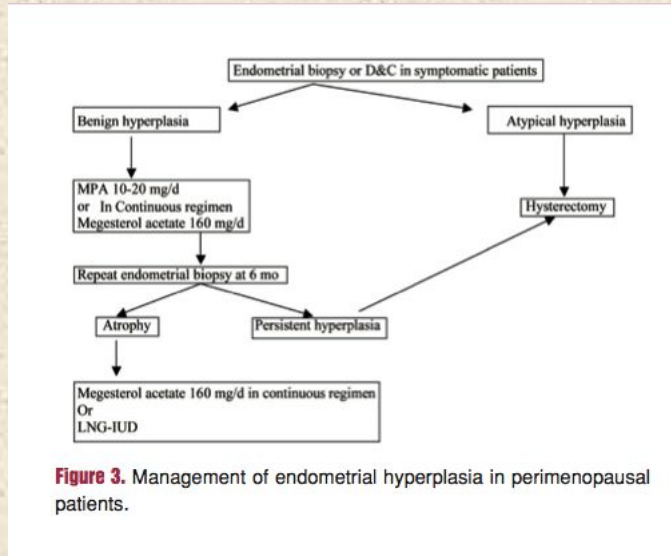 Endometrial biopsy or D&C in symptomatic patients
Benign hyperplasia
Atypical hyperplasia
MPA 10-20 mg/d
or In Continuous regimen
Megesterol acetate 160 mg/d
Hysterectomy
Repeat endometrial biopsy at 6 mo
Atrophy
Persistent hyperplasia
Megesterol acetate 160 mg/d in continuous regimen
Or
LNG-IUD
Figure 3. Management of endometrial hyperplasia in perimenopausal
patients.